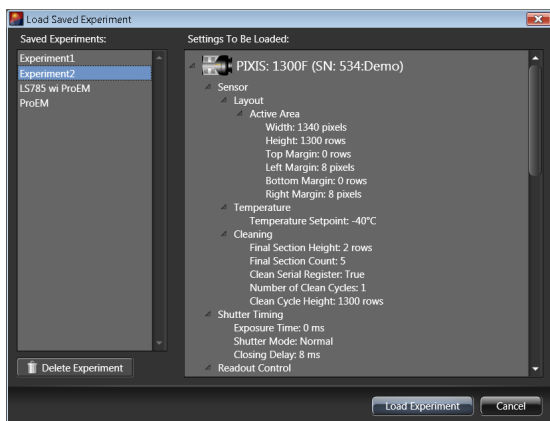 Load Saved Experiment
Saved Experiments:
Experiment1
Experiment2
LS785 wi ProEM
ProEM
Delete Experiment
Settings To Be Loaded:
PIXIS: 1300F (SN: 534:Demo)
Sensor
Layout
Active Area
Width: 1340 pixels
Height: 1300 rows
Top Margin: 0 rows
Left Margin: 8 pixels
Bottom Margin: 0 rows
Right Margin: 8 pixels
Temperature
Temperature Setpoint: -40°C
Cleaning
Final Section Height: 2 rows
Final Section Count: 5
Clean Serial Register: True
Number of Clean Cycles: 1
Clean Cycle Height: 1300 rows
Shutter Timing
Exposure Time: 0 ms
Shutter Mode: Normal
Closing Delay: 8 ms
Readout Control
Load Experiment
Cancel